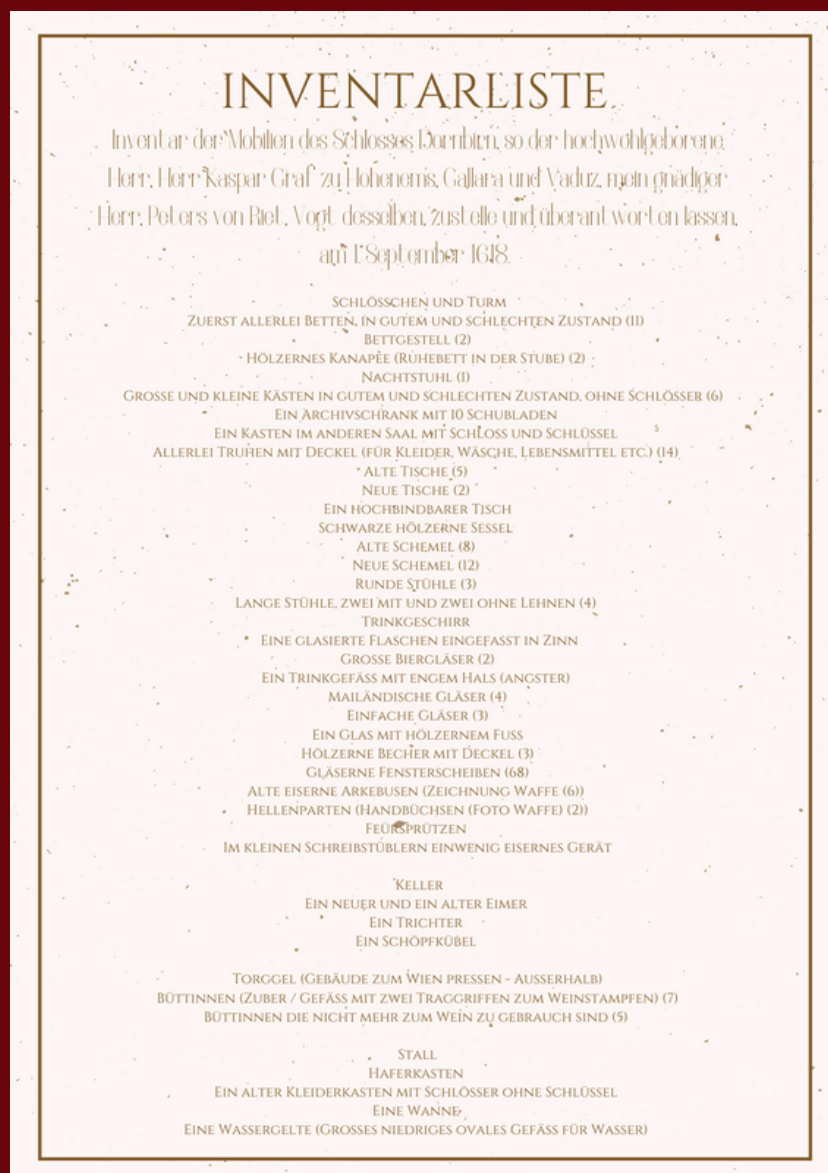 INVENTARLISTE
Inventar der Mobilien des Schlosses Dornbirn, so der hochwohlgeborene
Herr, Herr Kaspar Graf zu Hohenems, Gallara und Vaduz, mein gnädiger
Herr, Peters von Riet, Vogt desselben, zustelle und überantworten lassen,
am 1 September 1618.
SCHLÖSSCHEN UND TURM
ZUERST ALLERLEI BETTEN, IN GUTEM UND SCHLECHTEN ZUSTAND (11)
BETTGESTELL (2)
HÖLZERNES KANAPÈE (RUHEBETT IN DER STUBE) (2)
NACHTSTUHL (1)
GROSSE UND KLEINE KÄSTEN IN GUTEM UND SCHLECHTEN ZUSTAND, OHNE SCHLÖSSER (6)
EIN ARCHIVSCHRANK MIT 10 SCHUBLADEN
EIN KASTEN IM ANDEREN SAAL MIT SCHLOSS UND SCHLÜSSEL
ALLERLEI TRUHEN MIT DECKEL (FÜR KLEIDER, WÄSCHE, LEBENSMITTEL ETC.) (14)
ALTE TISCHE (5)
NEUE TISCHE (2)
EIN HOCHBINDBARER TISCH
SCHWARZE HÖLZERNE SESSEL
ALTE SCHEMEL (8)
NEUE SCHEMEL (12)
RUNDE STÜHLE (3)
LANGE STÜHLE, ZWEI MIT UND ZWEI OHNE LEHNEN (4)
TRINKGESCHIRR
EINE GLASIERTE FLASCHEN EINGEFASST IN ZINN
GROSSE BIERGLÄSER (2)
EIN TRINKGEFÄSS MIT ENGEM HALS (ANGSTER)
MAILÄNDISCHE GLÄSER (4)
EINFACHE GLÄSER (3)
EIN GLAS MIT HÖLZERNEM FUSS
HÖLZERNE BECHER MIT DECKEL (3)
GLÄSERNE FENSTERSCHEIBEN (68)
ALTE EISERNE ARKEBUSEN (ZEICHNUNG WAFFE (6))
HELLENPARTEN (HANDBÜCHSEN (FOTO WAFFE) (2))
FEÜRSPRÜTZEN
IM KLEINEN SCHREIBSTÜBLERN EINWENIG EISERNES GERÄT
KELLER
EIN NEUER UND EIN ALTER EIMER
EIN TRICHTER
EIN SCHÖPFKÜBEL
TORGGEL (GEBÄUDE ZUM WIEN PRESSEN - AUSSERHALB)
BÜTTINNEN (ZUBER / GEFÄSS MIT ZWEI TRAGGRIFFEN ZUM WEINSTAMPFEN) (7)
BÜTTINNEN DIE NICHT MEHR ZUM WEIN ZU GEBRAUCH SIND (5)
STALL
HAFERKASTEN
EIN ALTER KLEIDERKASTEN MIT SCHLÖSSER OHNE SCHLÜSSEL
EINE WANNE
EINE WASSERGELTE (GROSSES NIEDRIGES OVALES GEFÄSS FÜR WASSER)